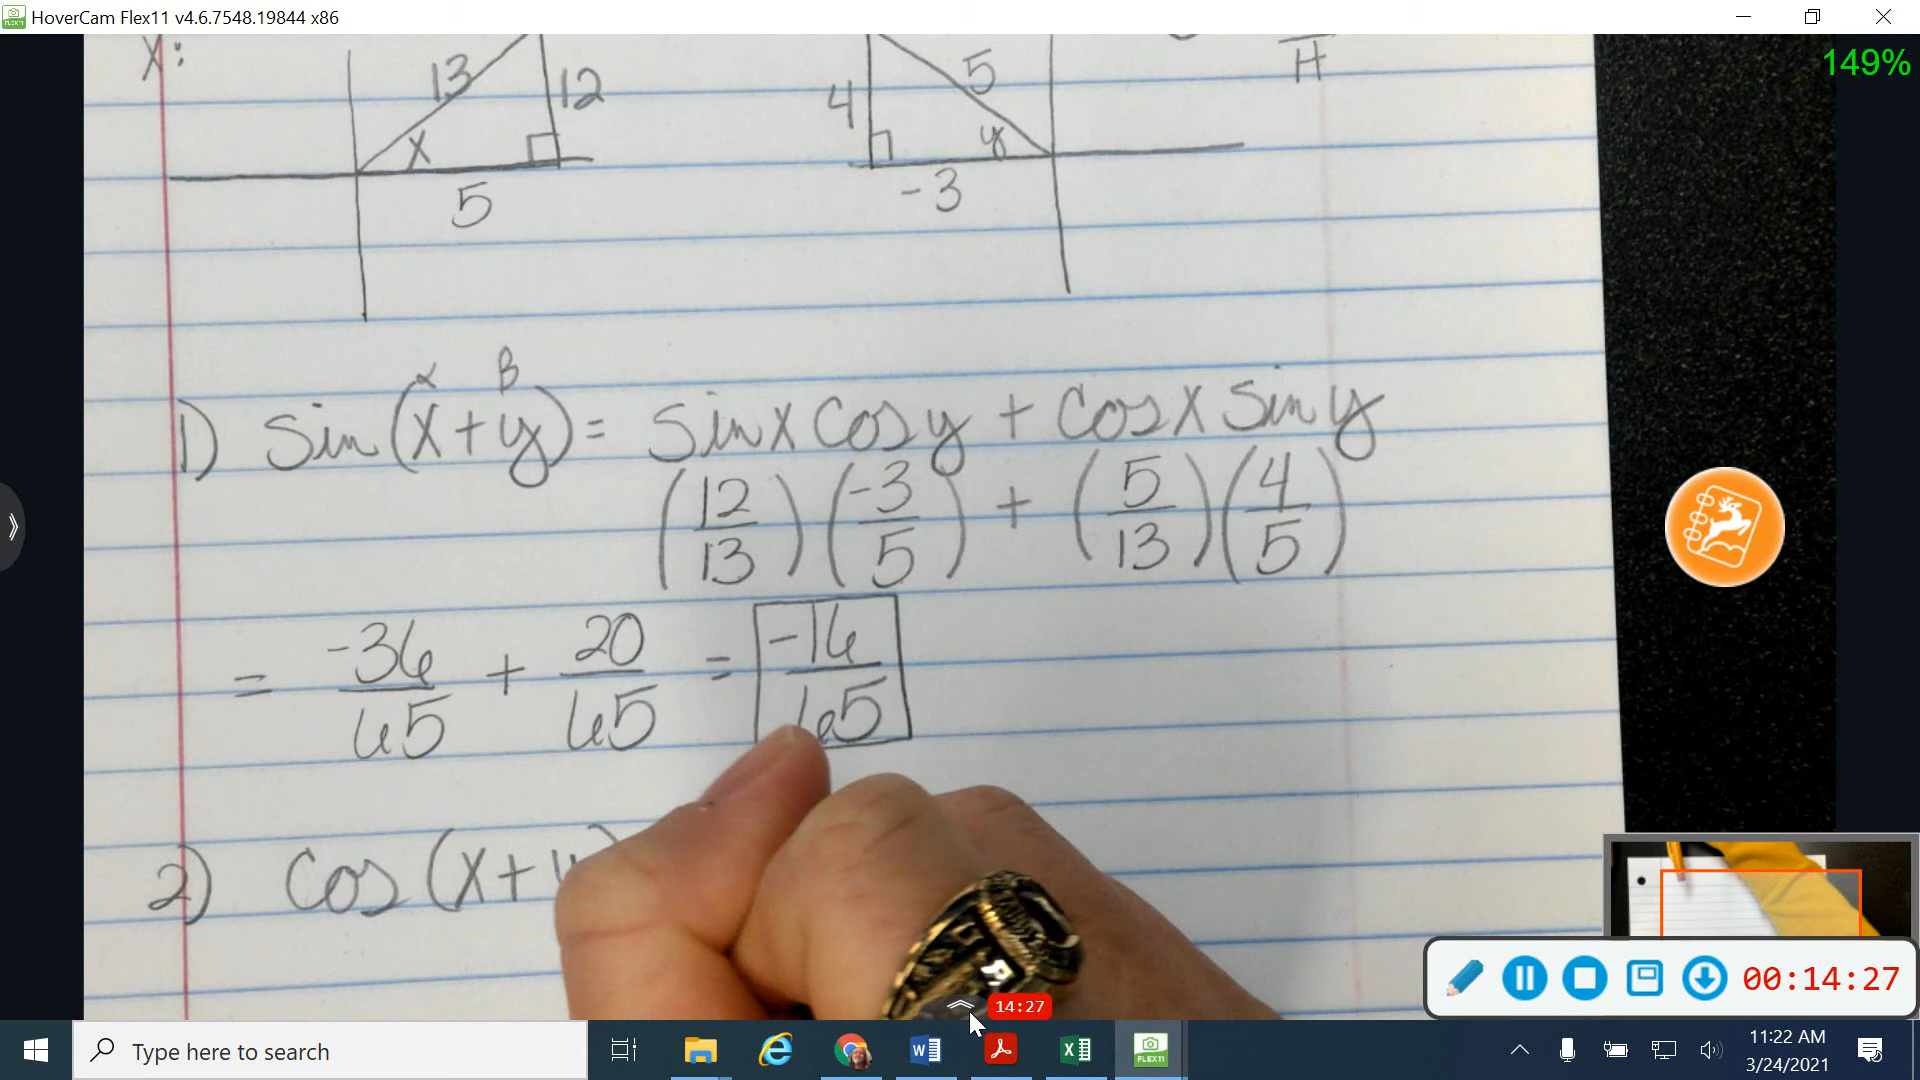 HoverCam Flex11 v4.6.7548.19844 x86
149%
x:
13
12
x
5
4
5
y
-3
H
α β
1) sin(x+y) = sinx cosy + cosx siny
(12/13)(-3/5) + (5/13)(4/5)
= -36/65 + 20/65 = -16/65
2) cos(x+y)
14:27
00:14:27
Type here to search
FLEX11
11:22 AM
3/24/2021